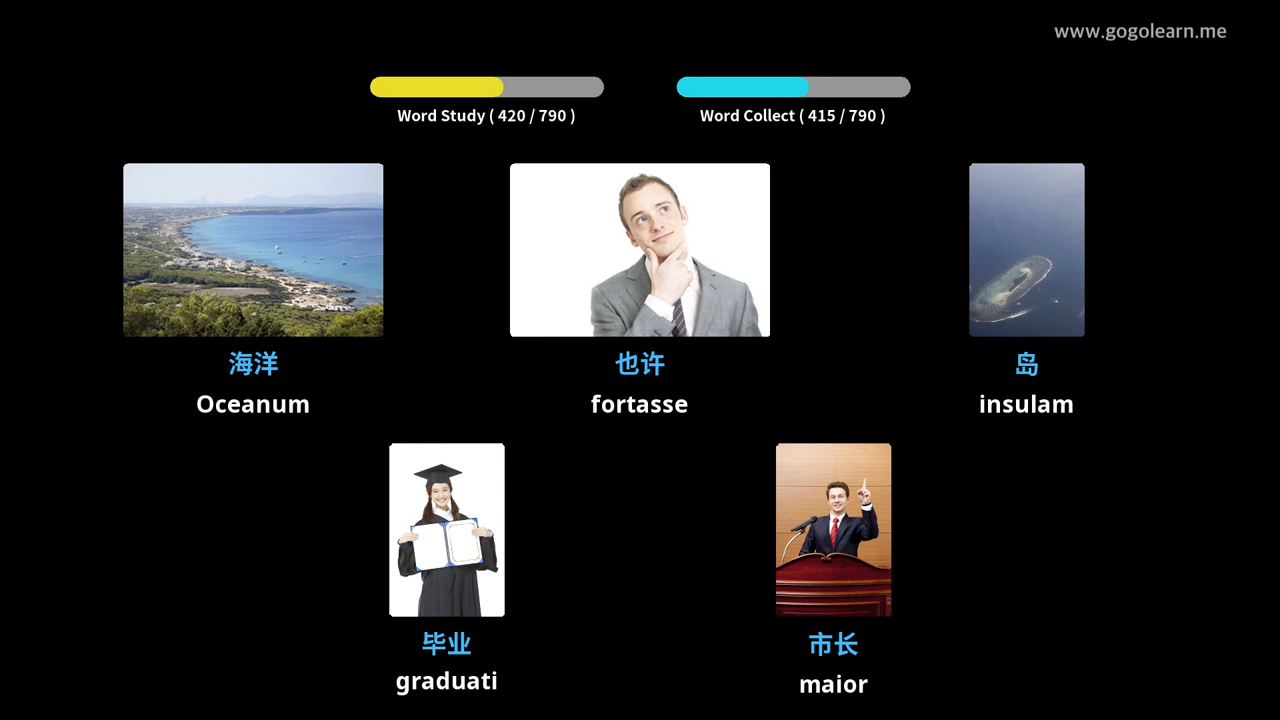 www.gogolearn.me
Word Study ( 420 / 790 )
Word Collect ( 415 / 790 )
海洋
Oceanum
也许
fortasse
岛
insulam
毕业
graduati
市长
maior